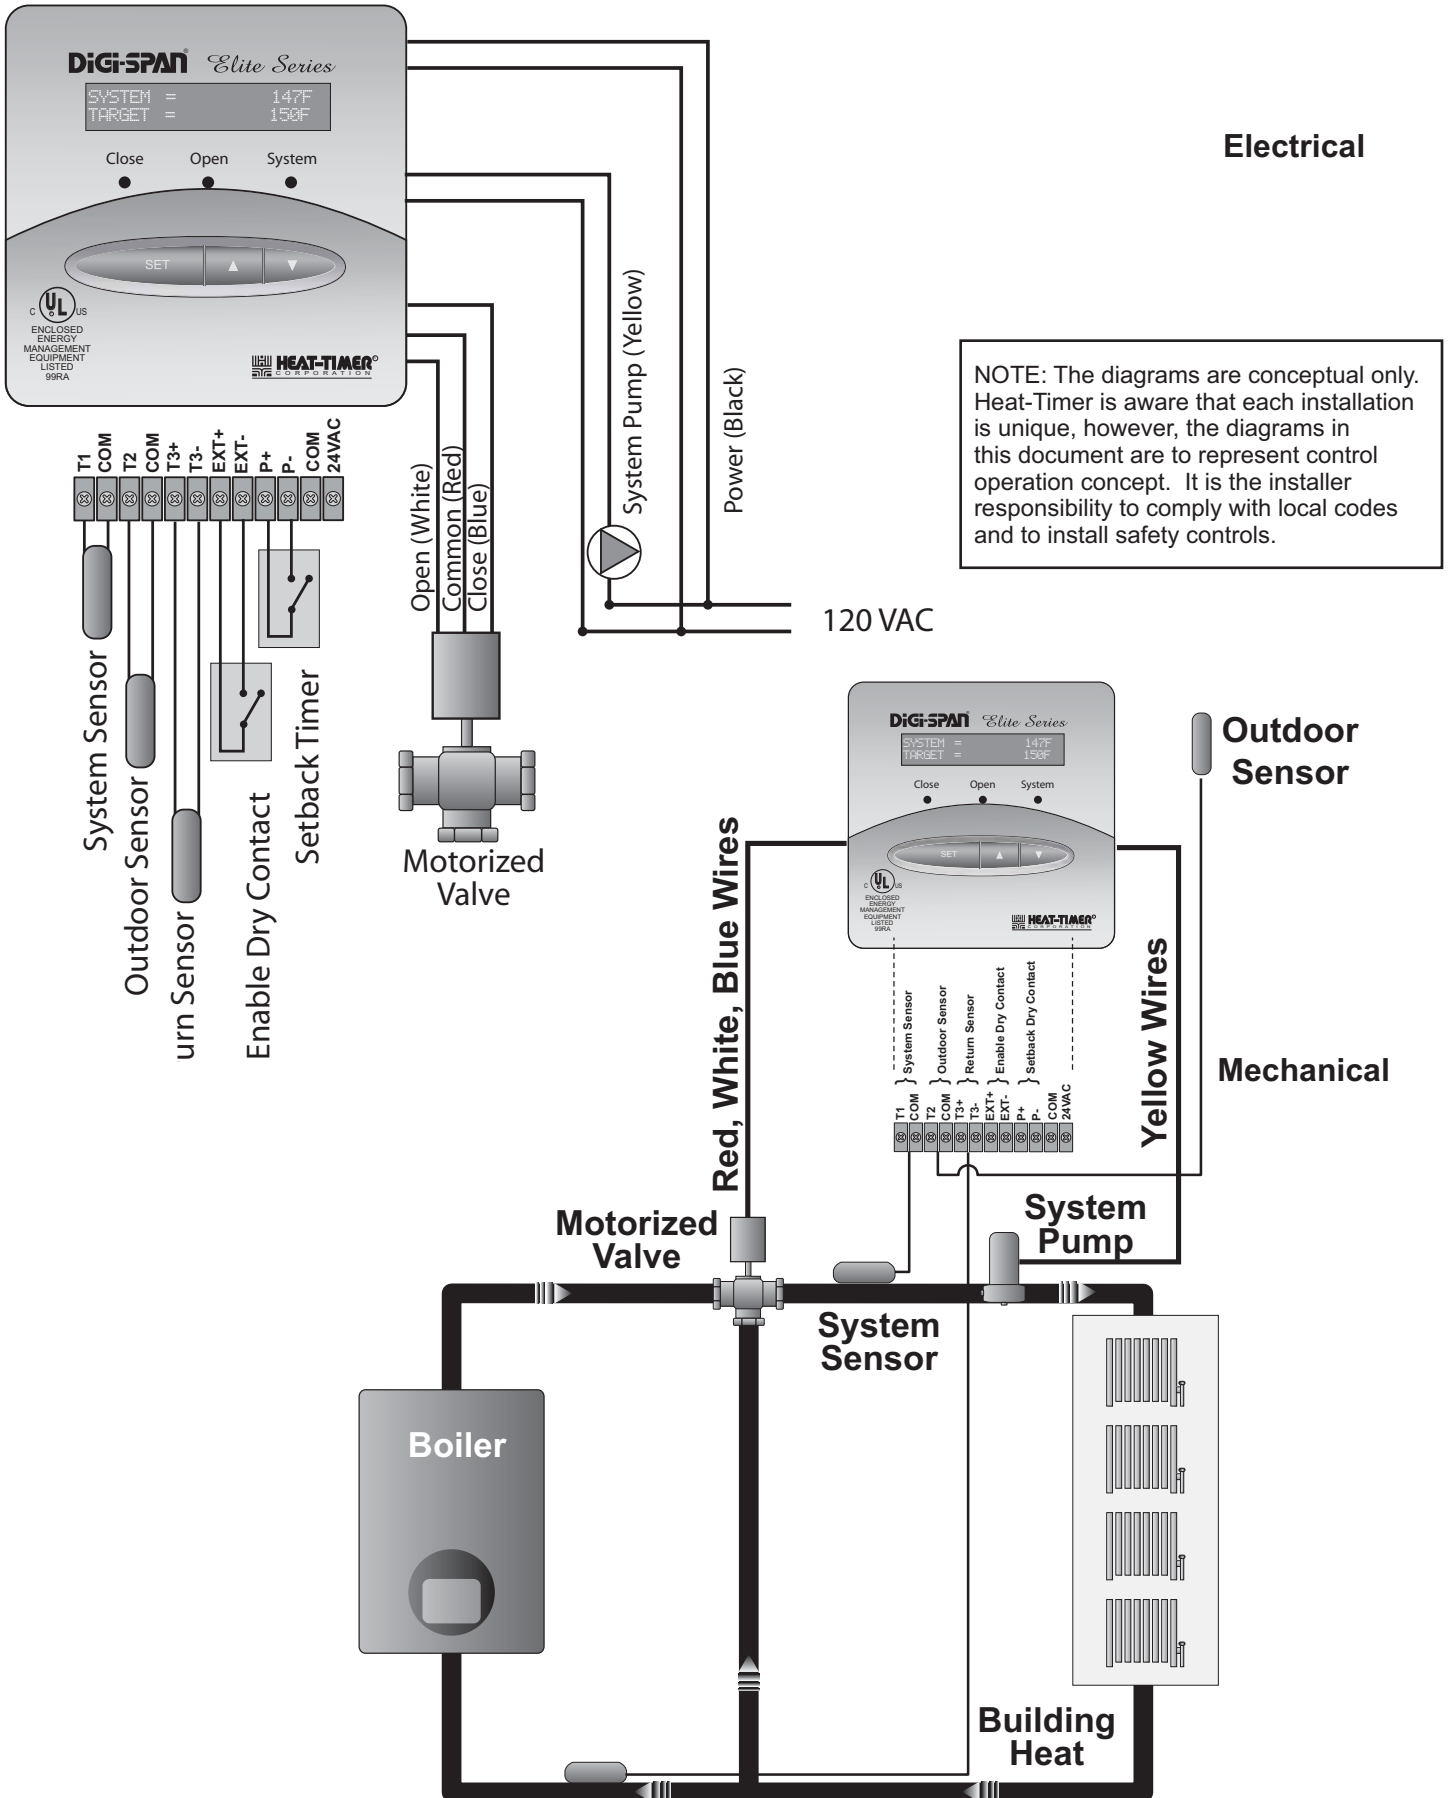 DiGi-SPAN® Elite Series
SYSTEM = 147F
TARGET = 150F
Close Open System
SET
C UL US
ENCLOSED
ENERGY
MANAGEMENT
EQUIPMENT
LISTED
99RA
HEAT-TIMER®
CORPORATION
T1
COM
T2
COM
T3+
T3-
EXT+
EXT-
P+
P-
COM
24VAC
System Sensor
Outdoor Sensor
urn Sensor
Enable Dry Contact
Setback Timer
Open (White)
Common (Red)
Close (Blue)
Motorized
Valve
System Pump (Yellow)
Power (Black)
120 VAC
Electrical
NOTE: The diagrams are conceptual only.
Heat-Timer is aware that each installation
is unique, however, the diagrams in
this document are to represent control
operation concept. It is the installer
responsibility to comply with local codes
and to install safety controls.
DiGi-SPAN Elite Series
SYSTEM = 147F
TARGET = 150F
Close Open System
SET
C UL US
ENCLOSED
ENERGY
MANAGEMENT
EQUIPMENT
LISTED
99RA
HEAT-TIMER®
CORPORATION
Outdoor
Sensor
Red, White, Blue Wires
Yellow Wires
System Sensor
Outdoor Sensor
Return Sensor
Enable Dry Contact
Setback Dry Contact
T1
COM
T2
COM
T3+
T3-
EXT+
EXT-
P+
P-
COM
24VAC
Mechanical
Motorized
Valve
System
Pump
System
Sensor
Boiler
Building
Heat